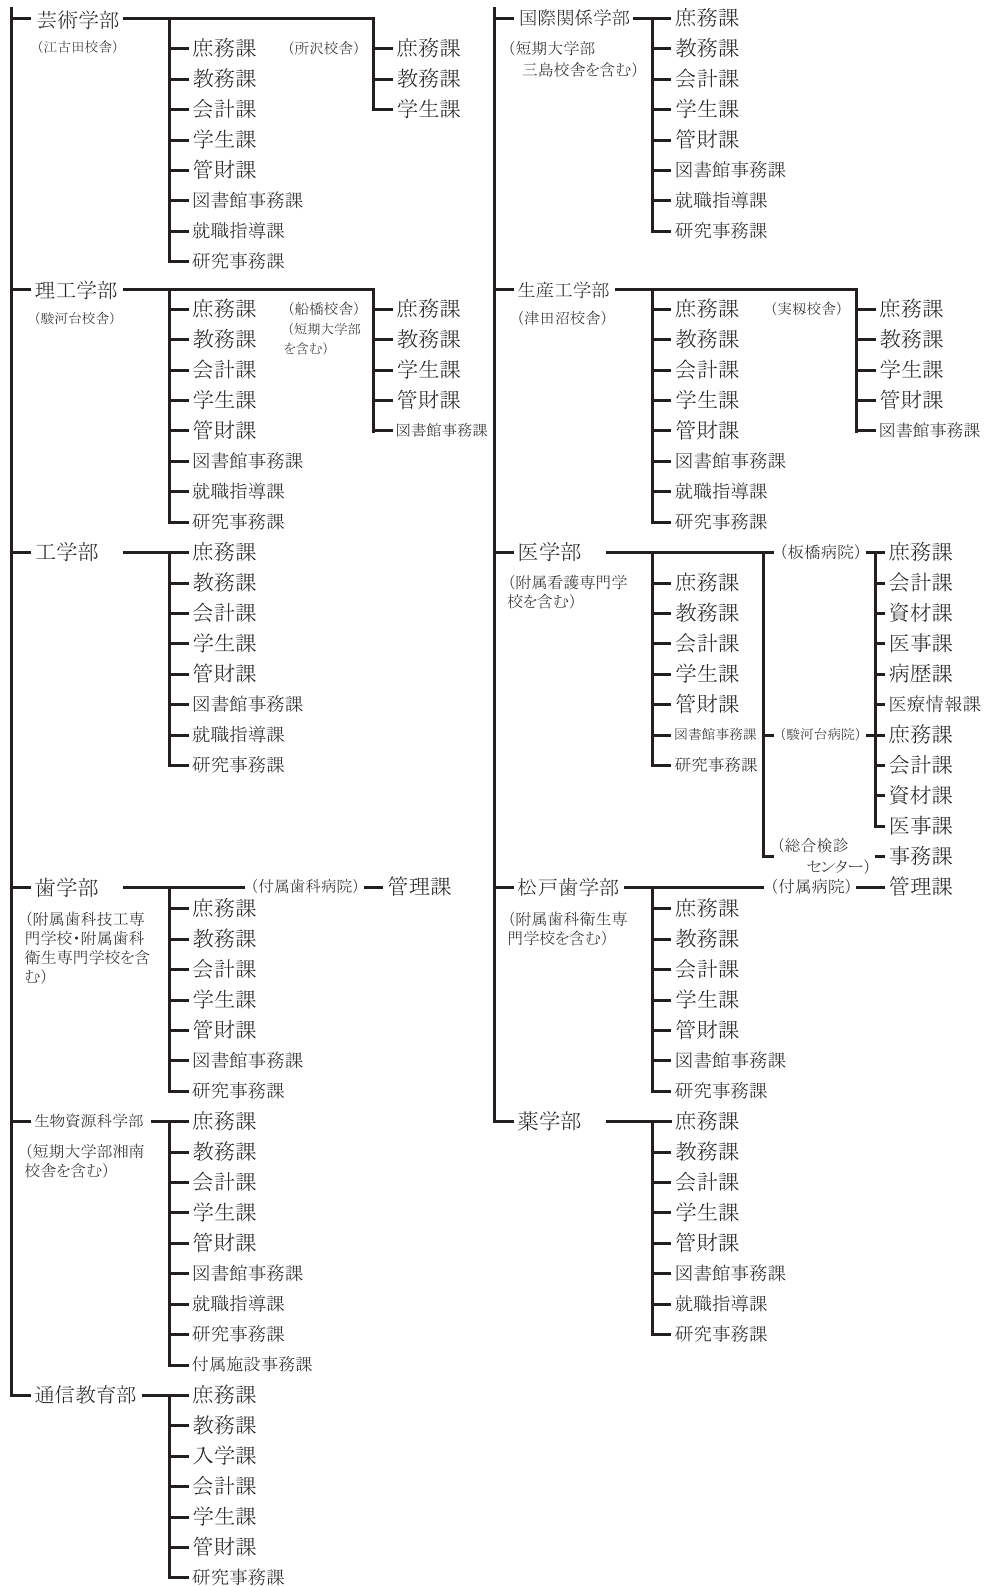 芸術学部
（江古田校舎）
庶務課
教務課
会計課
学生課
管財課
図書館事務課
就職指導課
研究事務課
（所沢校舎）
庶務課
教務課
学生課
理工学部
（駿河台校舎）
庶務課
教務課
会計課
学生課
管財課
図書館事務課
就職指導課
研究事務課
（船橋校舎）
（短期大学部
を含む）
庶務課
教務課
学生課
管財課
図書館事務課
工学部
庶務課
教務課
会計課
学生課
管財課
図書館事務課
就職指導課
研究事務課
歯学部
（附属歯科技工専
門学校・附属歯科
衛生専門学校を含
む）
（付属歯科病院）
管理課
庶務課
教務課
会計課
学生課
管財課
図書館事務課
研究事務課
生物資源科学部
（短期大学部湘南
校舎を含む）
庶務課
教務課
会計課
学生課
管財課
図書館事務課
就職指導課
研究事務課
付属施設事務課
通信教育部
庶務課
教務課
入学課
会計課
学生課
管財課
研究事務課
国際関係学部
（短期大学部
三島校舎を含む）
庶務課
教務課
会計課
学生課
管財課
図書館事務課
就職指導課
研究事務課
生産工学部
（津田沼校舎）
庶務課
教務課
会計課
学生課
管財課
図書館事務課
就職指導課
研究事務課
（実籾校舎）
庶務課
教務課
学生課
管財課
図書館事務課
医学部
（附属看護専門学
校を含む）
庶務課
教務課
会計課
学生課
管財課
図書館事務課
研究事務課
（板橋病院）
庶務課
会計課
資材課
医事課
病歴課
医療情報課
（駿河台病院）
庶務課
会計課
資材課
医事課
（総合検診
センター）
事務課
松戸歯学部
（附属歯科衛生専
門学校を含む）
（付属病院）
管理課
庶務課
教務課
会計課
学生課
管財課
図書館事務課
研究事務課
薬学部
庶務課
教務課
会計課
学生課
管財課
図書館事務課
就職指導課
研究事務課